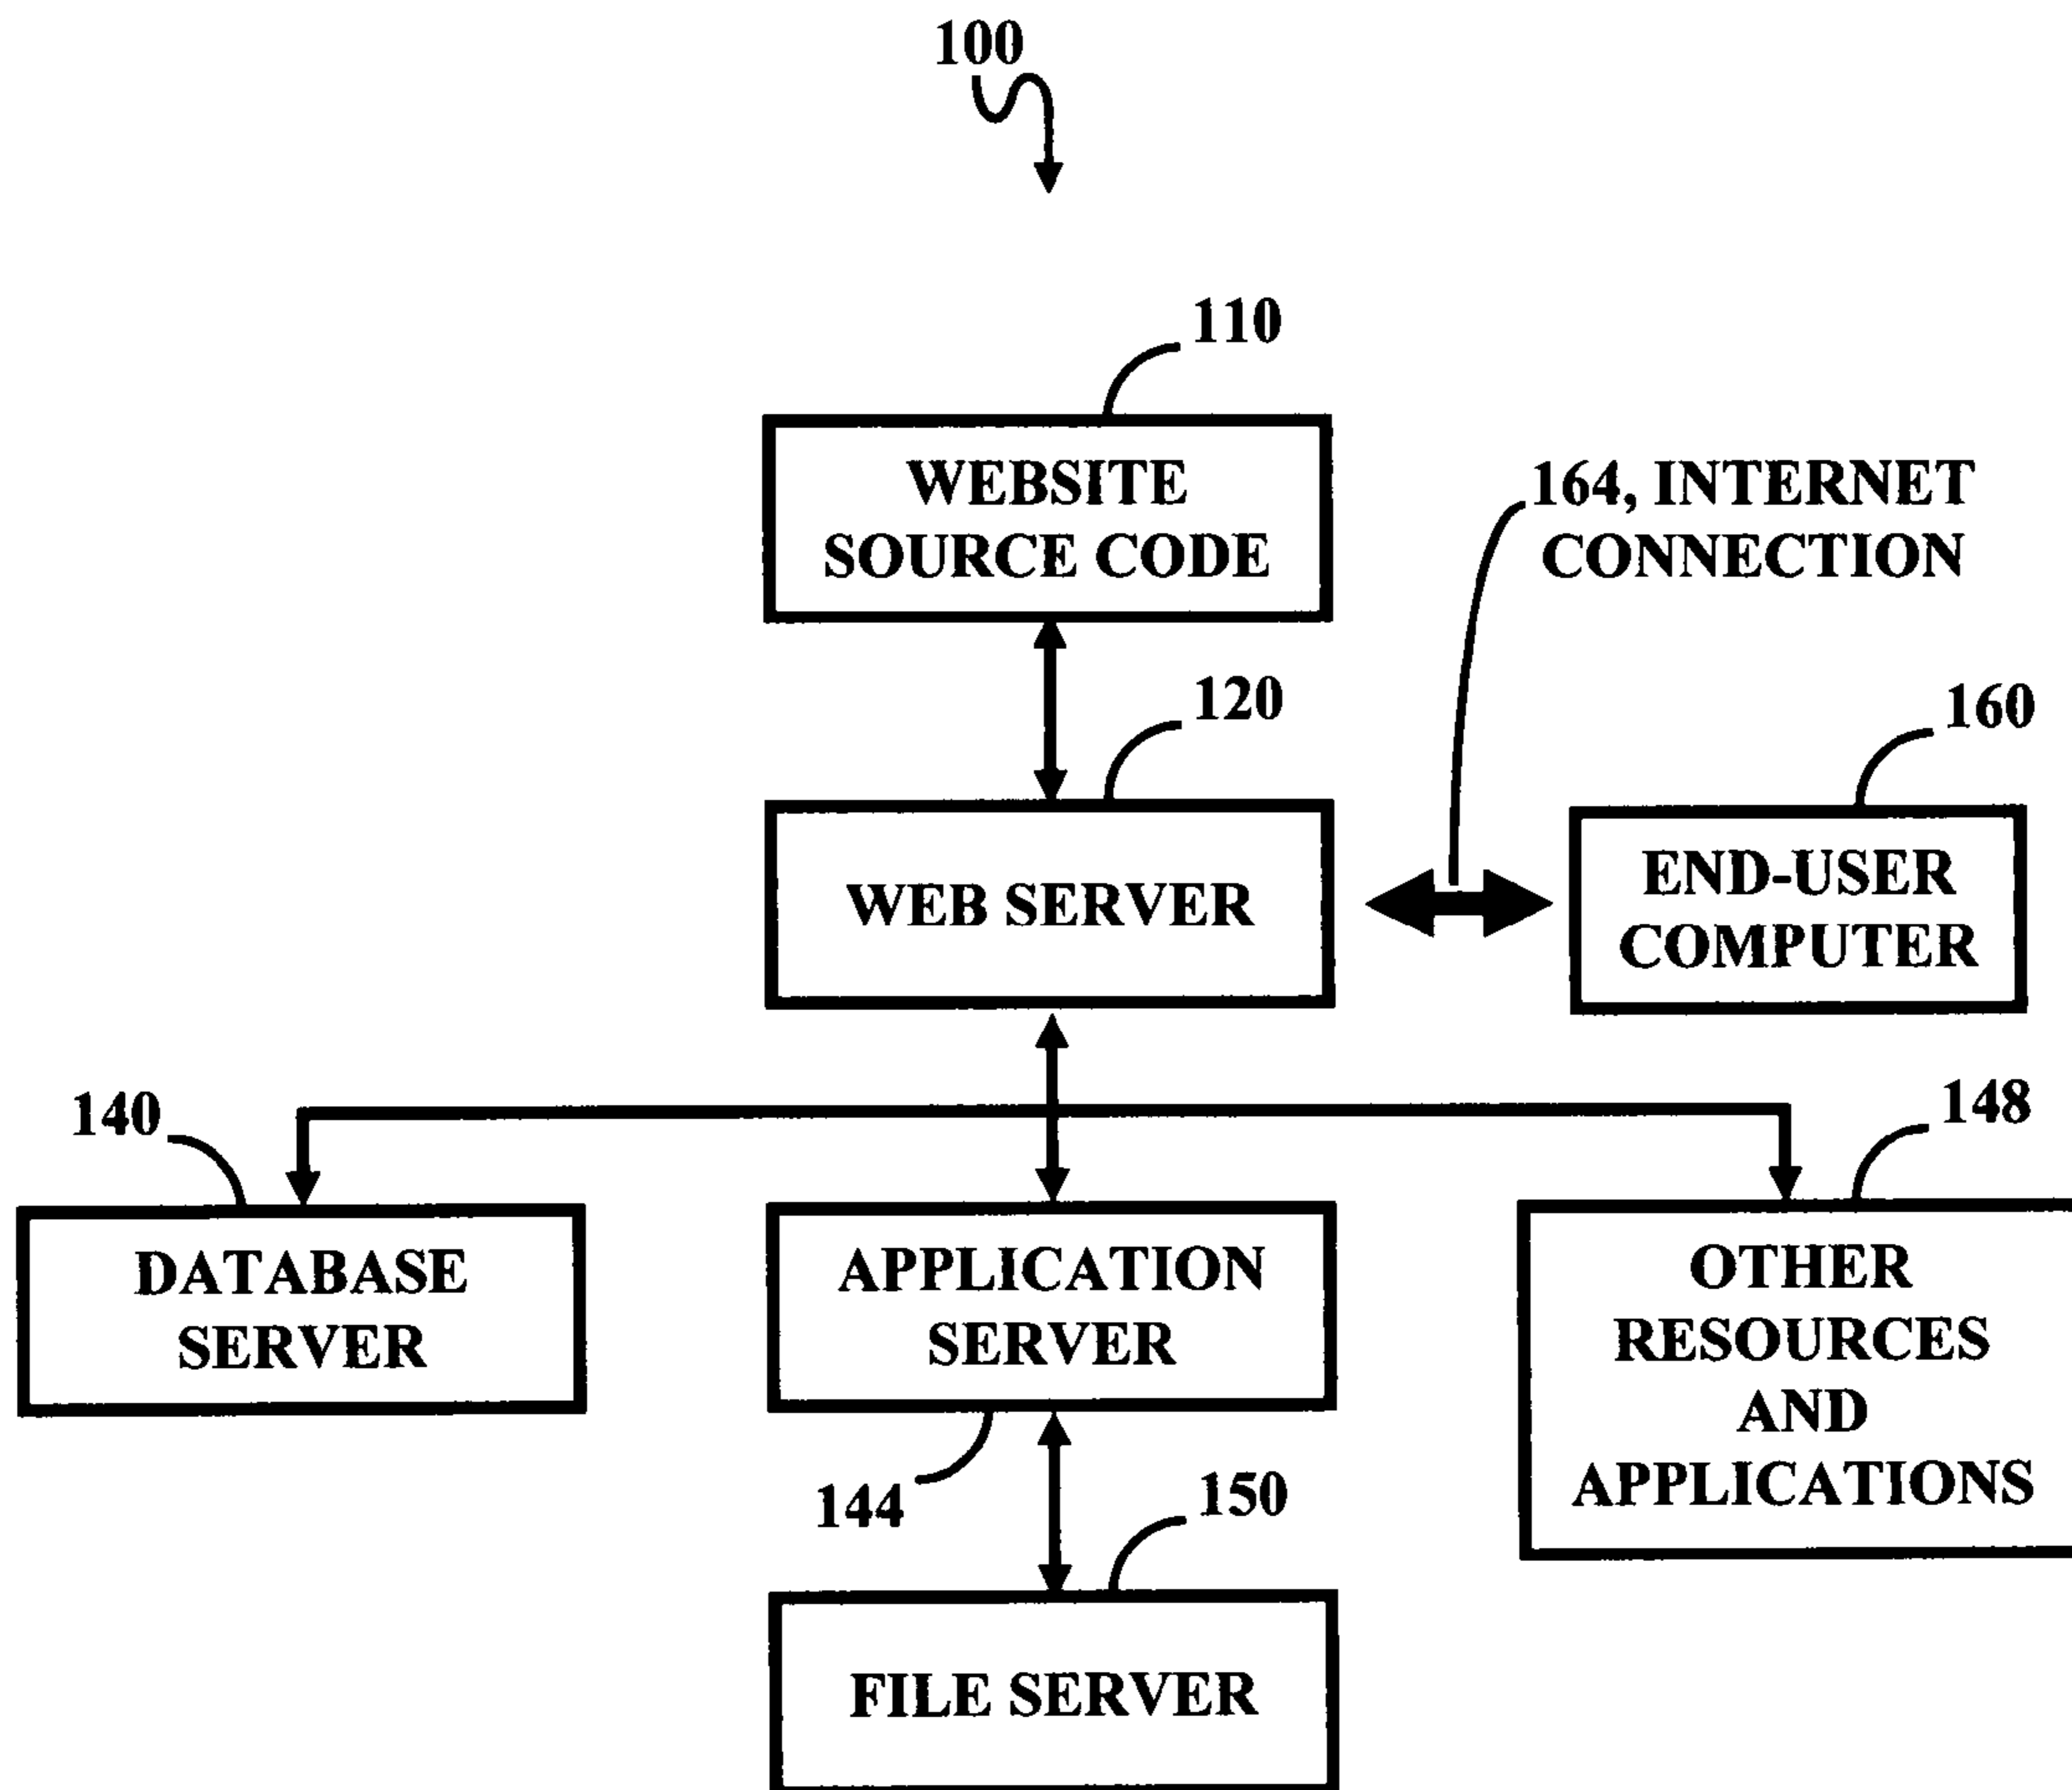 100
110
WEBSITE
SOURCE CODE
164, INTERNET
CONNECTION
120
160
WEB SERVER
END-USER
COMPUTER
140
148
DATABASE
SERVER
APPLICATION
SERVER
OTHER
RESOURCES
AND
APPLICATIONS
144
150
FILE SERVER